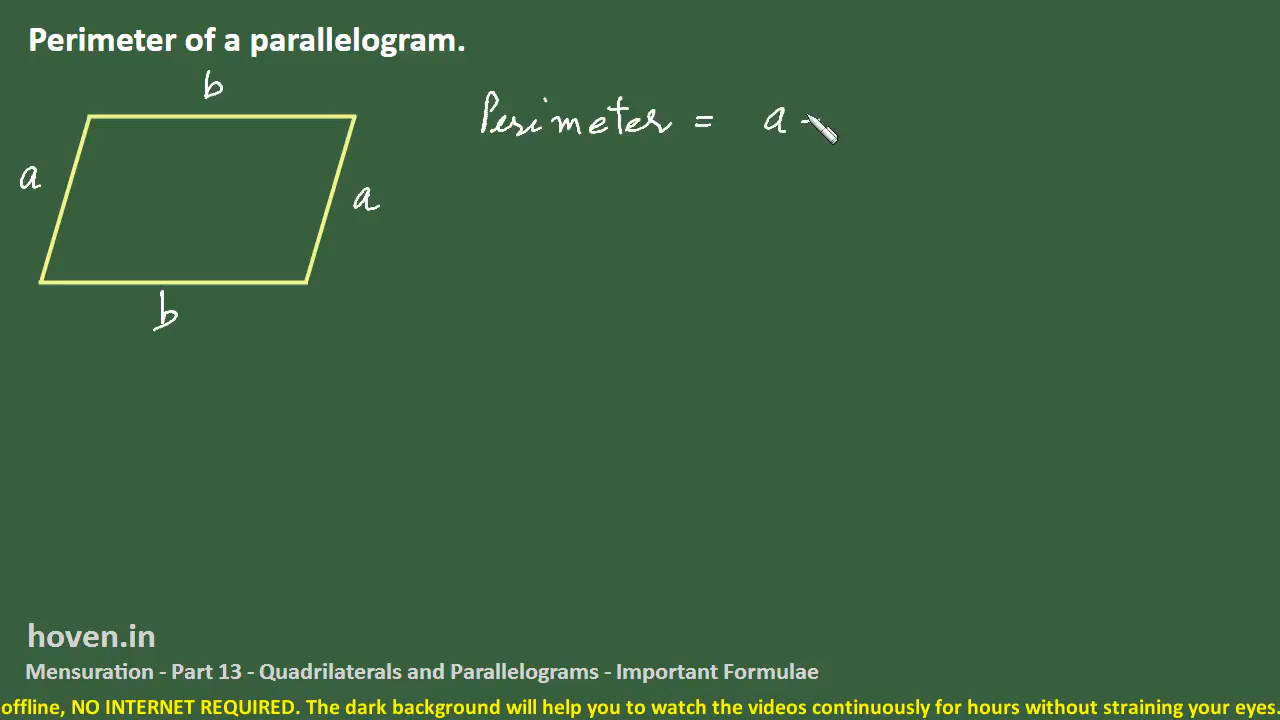 Perimeter of a parallelogram.
b
Perimeter = a -
a
a
b
hoven.in
Mensuration - Part 13 - Quadrilaterals and Parallelograms - Important Formulae
offline, NO INTERNET REQUIRED. The dark background will help you to watch the videos continuously for hours without straining your eyes.